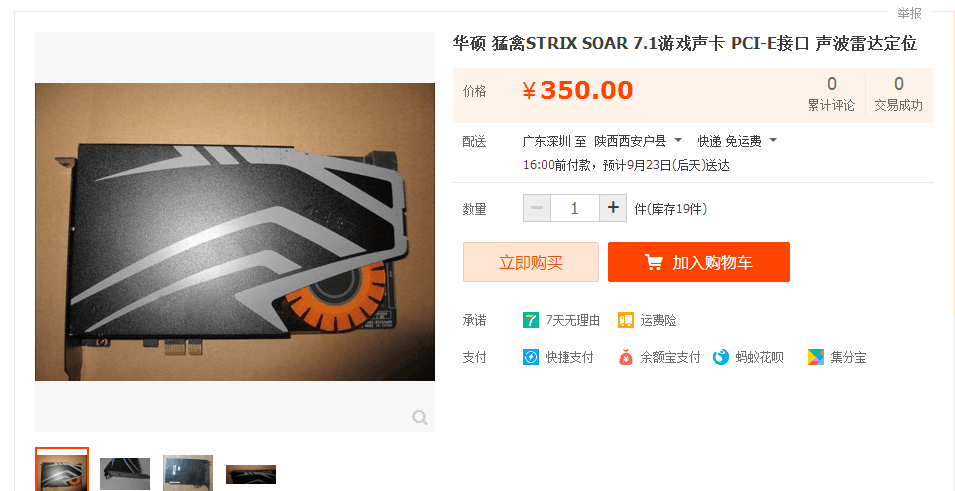 举报
华硕 猛禽STRIX SOAR 7.1游戏声卡 PCI-E接口 声波雷达定位
价格 ¥350.00 0 累计评论 0 交易成功
配送 广东深圳 至 陕西西安户县 快递 免运费
16:00前付款，预计9月23日(后天)送达
数量 1 件(库存19件)
立即购买 加入购物车
承诺 7天无理由 运费险
支付 快捷支付 余额宝支付 蚂蚁花呗 集分宝